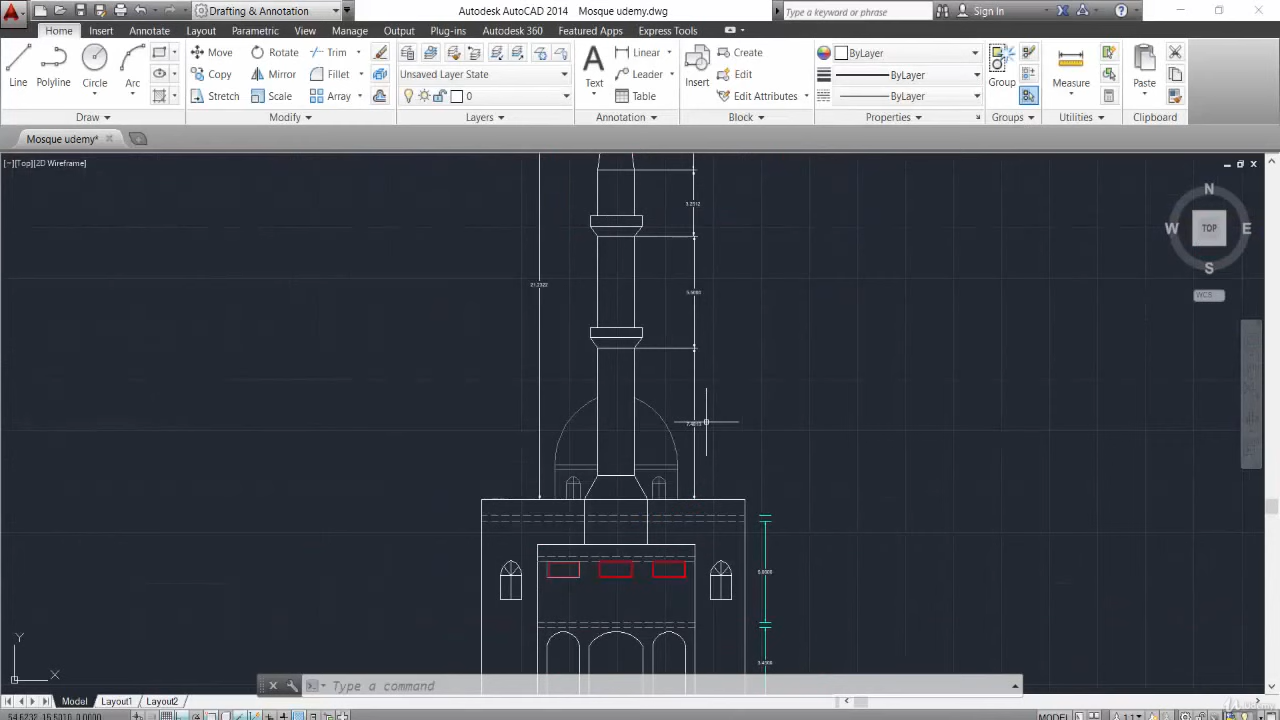 Drafting & Annotation
Autodesk AutoCAD 2014 Mosque udemy.dwg
Type a keyword or phrase
Sign In
Home Insert Annotate Layout Parametric View Manage Output Plug-ins Autodesk 360 Featured Apps Express Tools
Line Polyline Circle Arc
Move Rotate Trim
Copy Mirror Fillet
Stretch Scale Array
Unsaved Layer State
0
Text Linear
Leader
Table
Insert Create
Edit
Edit Attributes
ByLayer
ByLayer
ByLayer
Group Measure Paste
Draw Modify Layers Annotation Block Properties Groups Utilities Clipboard
Mosque udemy*
[−][Top][2D Wireframe]
N
W TOP E
S
WCS
Y
X
Type a command
Model Layout1 Layout2
MODEL
Udemy